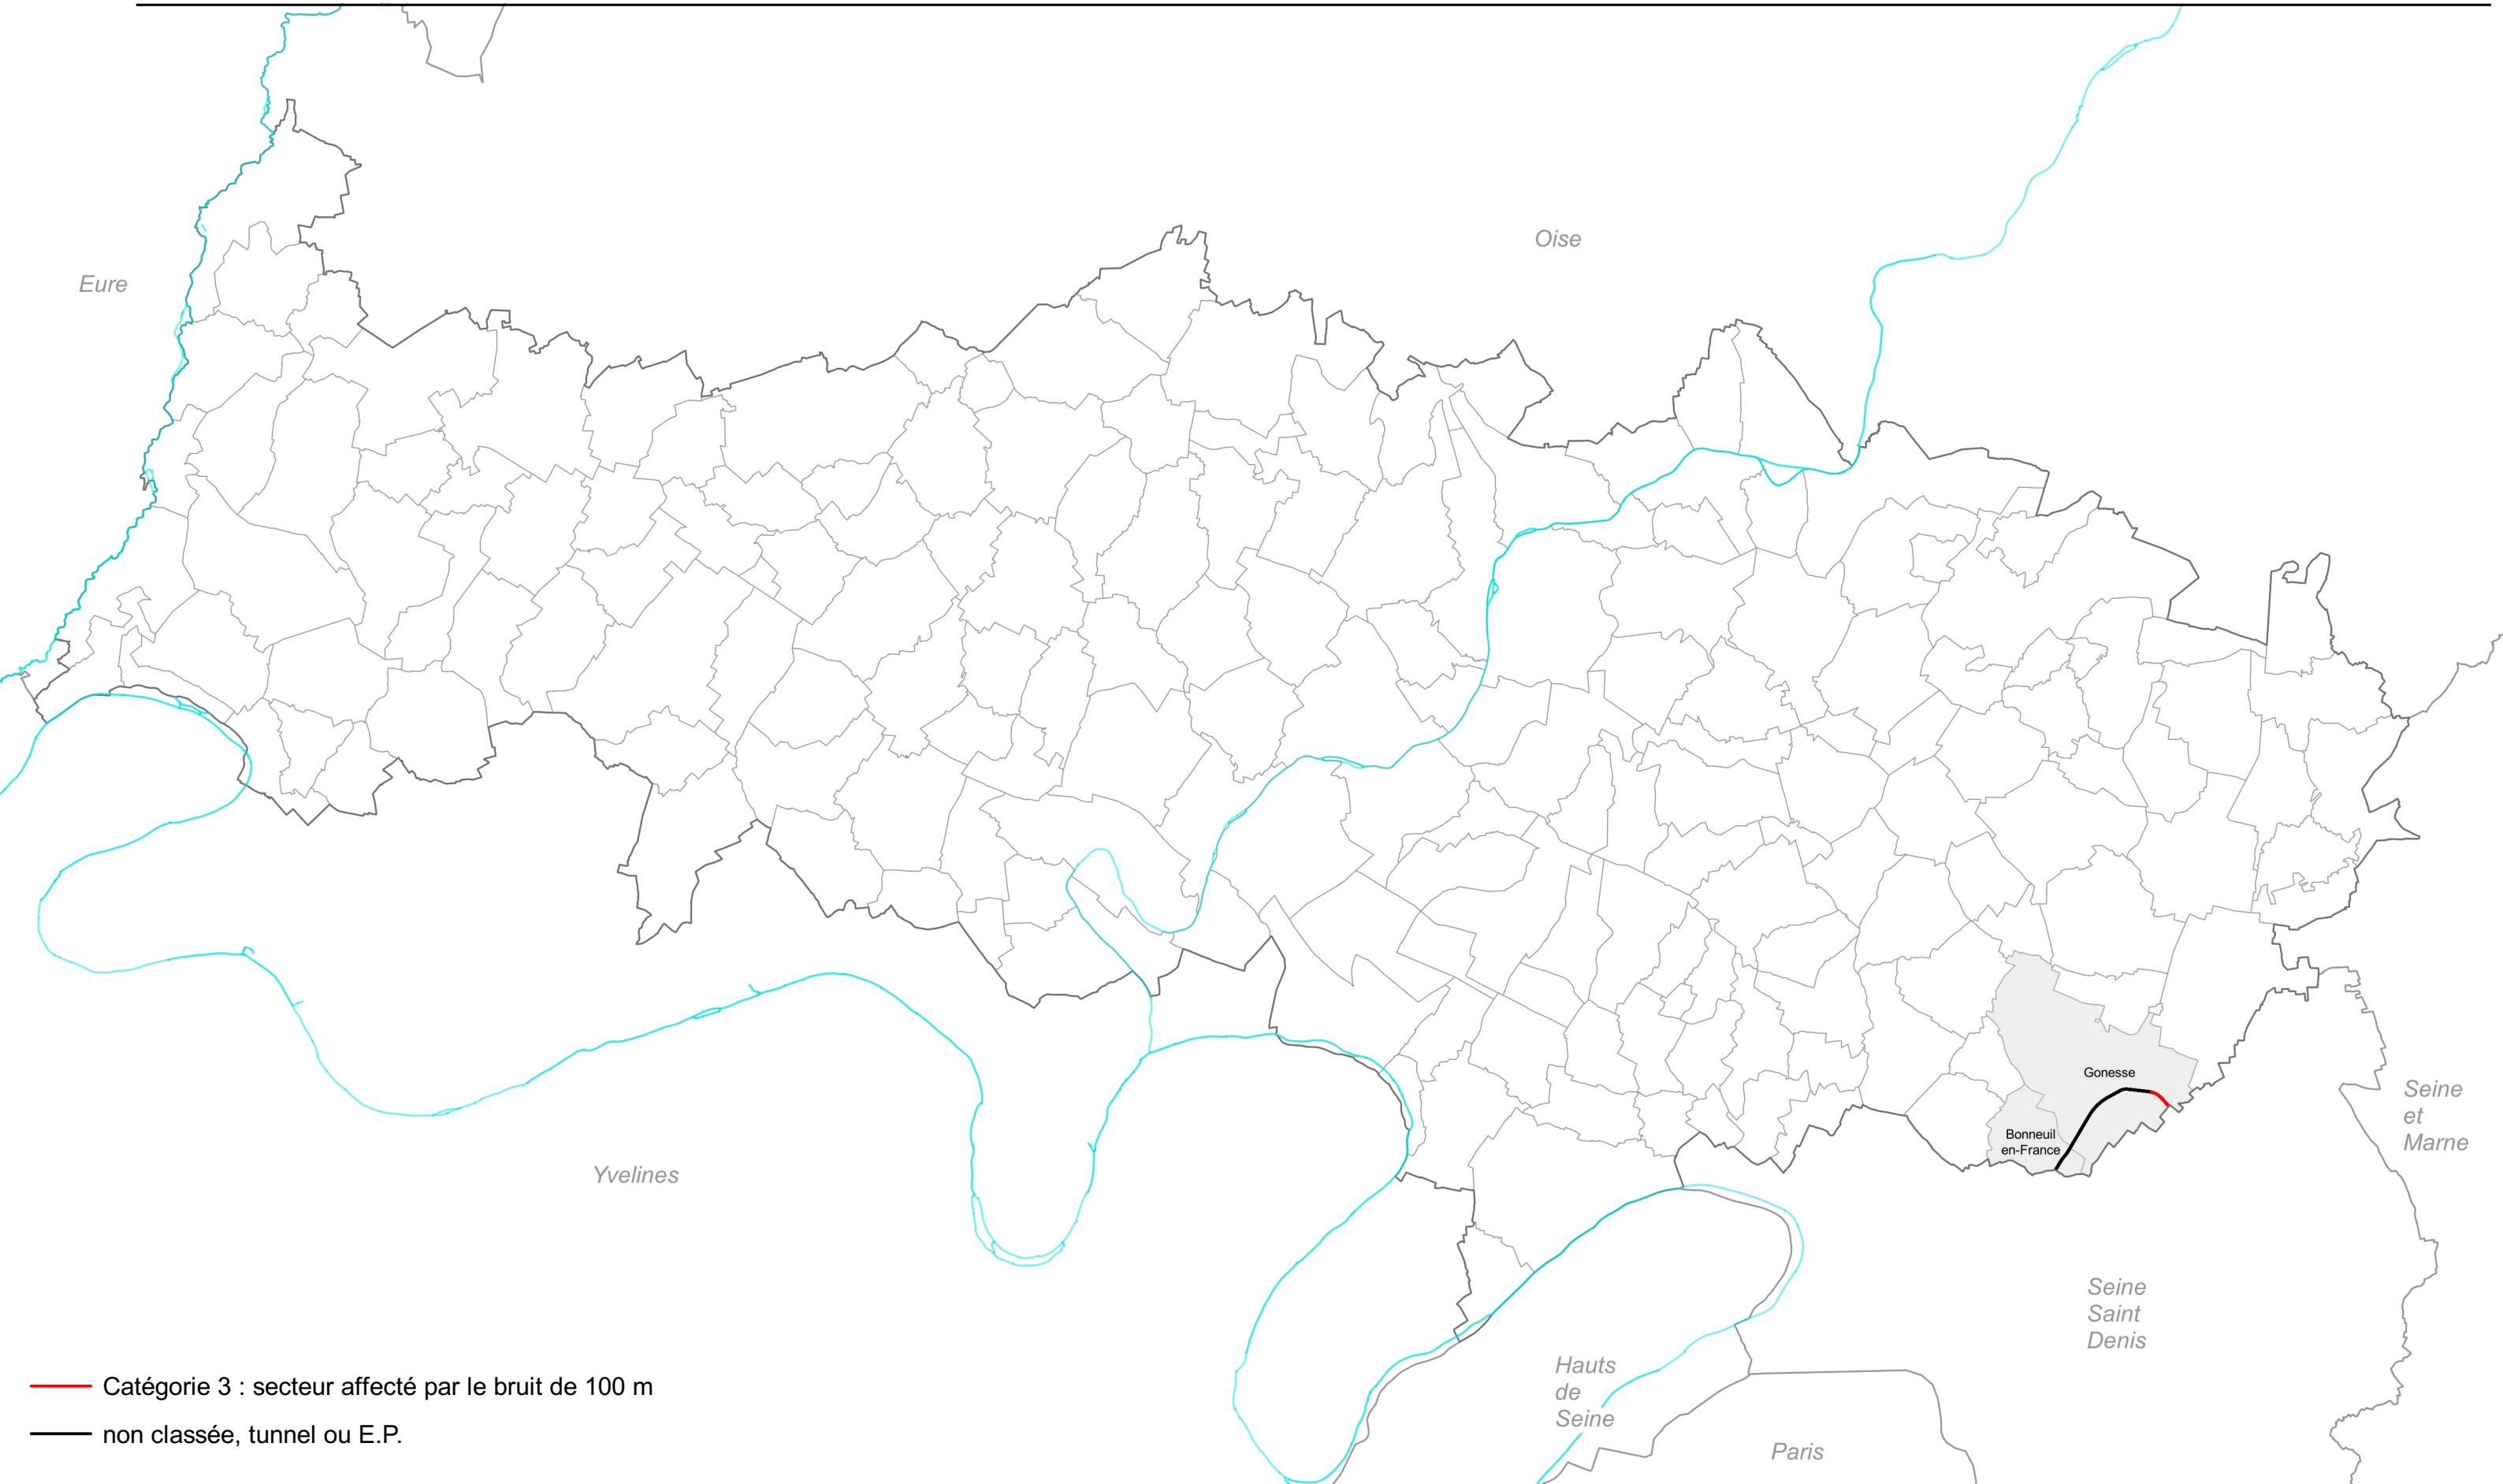 Oise
Eure
Gonesse
Seine
et
Marne
Bonneuil
en-France
Yvelines
Seine
Saint
Denis
Hauts
de
Seine
Paris
Catégorie 3 : secteur affecté par le bruit de 100 m
non classée, tunnel ou E.P.